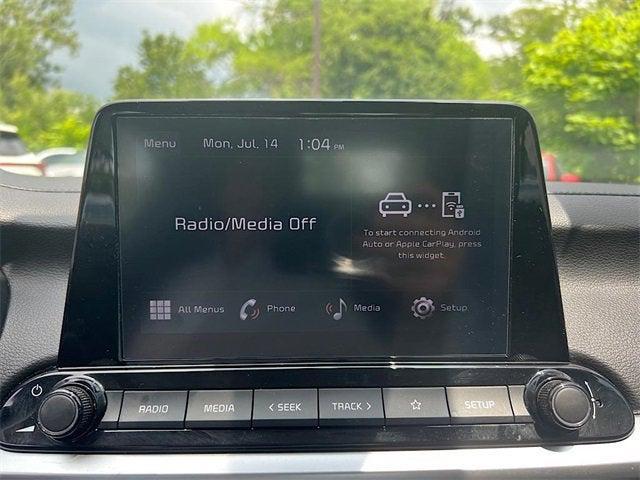 Menu Mon, Jul. 14 1:04 PM
Radio/Media Off
To start connecting Android
Auto or Apple CarPlay, press
this widget.
All Menus Phone Media Setup
RADIO MEDIA < SEEK TRACK > SETUP